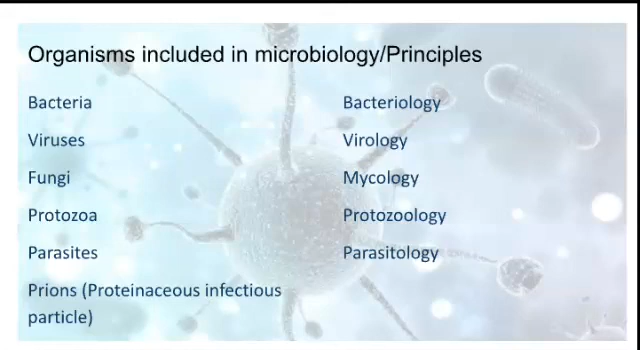 Organisms included in microbiology/Principles
Bacteria
Bacteriology
Viruses
Virology
Fungi
Mycology
Protozoa
Protozoology
Parasites
Parasitology
Prions (Proteinaceous infectious
particle)